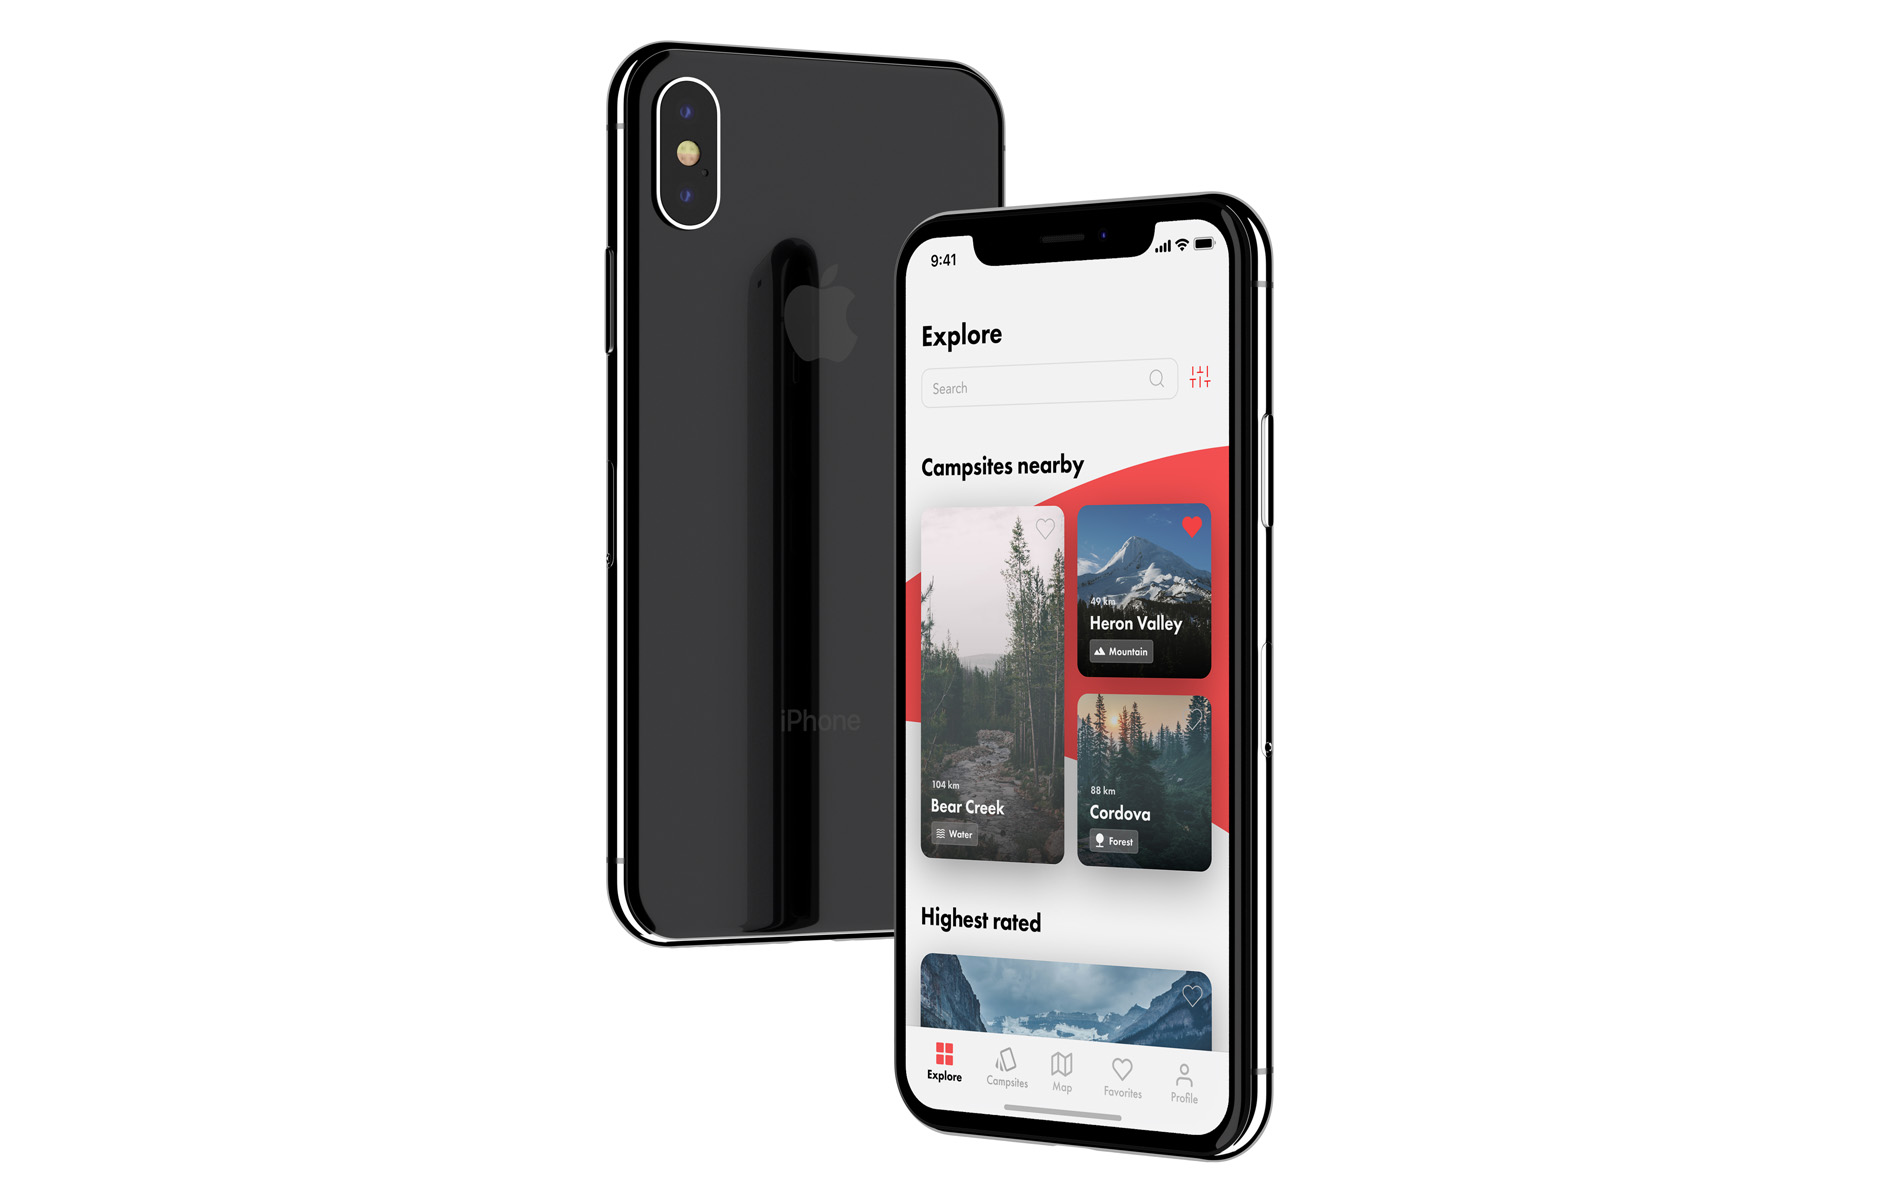 iPhone
9:41
Explore
Search
Campsites nearby
104 km
Bear Creek
Water
49 km
Heron Valley
Mountain
88 km
Cordova
Forest
Highest rated
Explore
Campsites
Map
Favorites
Profile